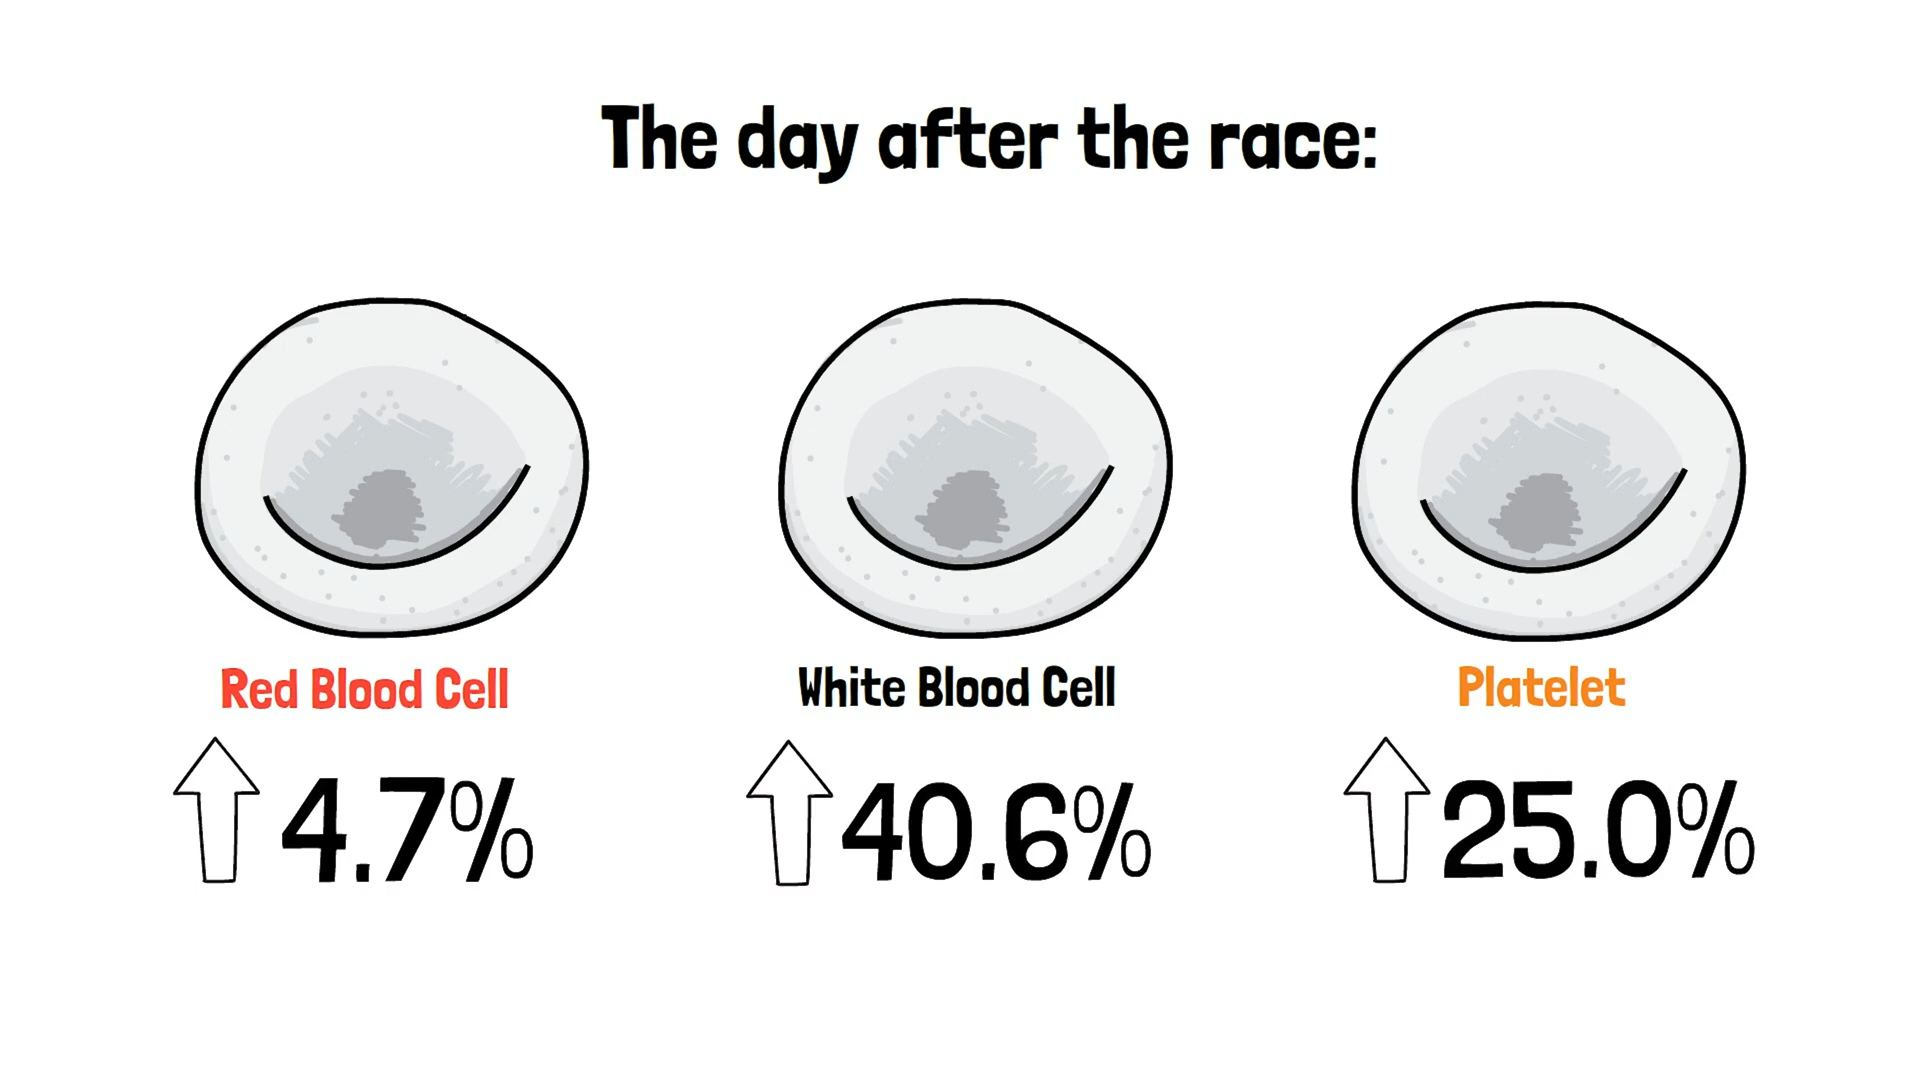 The day after the race:
Red Blood Cell
White Blood Cell
Platelet
4.7%
40.6%
25.0%